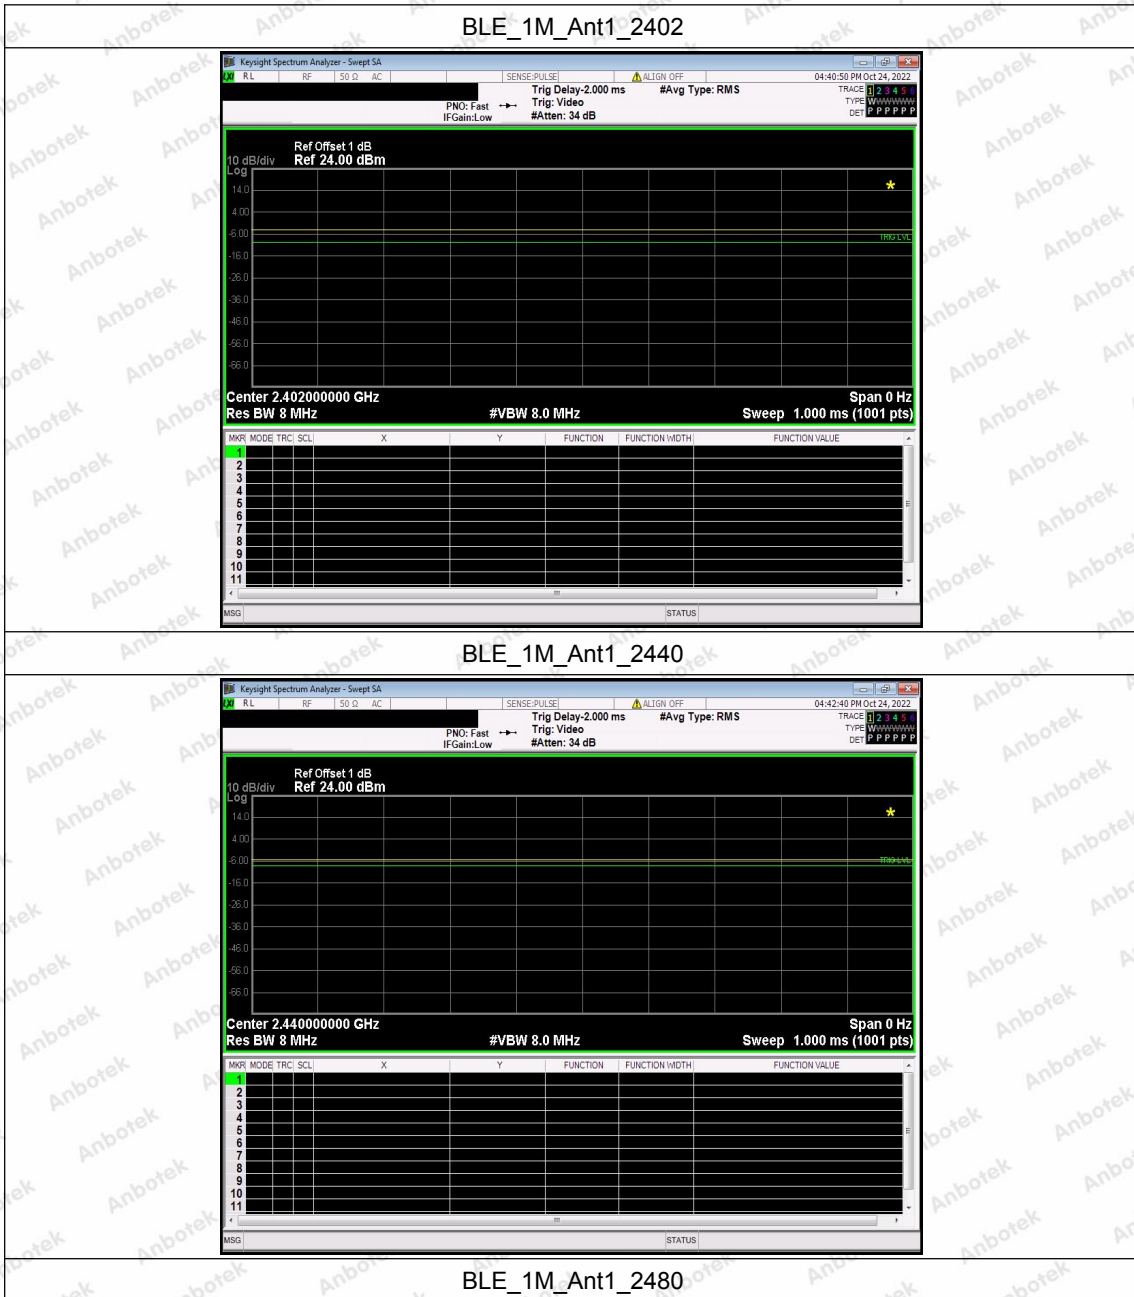 BLE_1M_Ant1_2402
Keysight Spectrum Analyzer - Swept SA
LXI RL RF 50 Ω AC SENSE:PULSE ALIGN OFF 04:40:50 PM Oct 24, 2022
Trig Delay-2.000 ms #Avg Type: RMS TRACE 1 2 3 4 5 6
PNO: Fast Trig: Video TYPE WWWWWW
IFGain:Low #Atten: 34 dB DET P P P P P P
Ref Offset 1 dB
10 dB/div Ref 24.00 dBm
Log
14.0
4.00
-6.00
TRIG LVL
-16.0
-26.0
-36.0
-46.0
-56.0
-66.0
Center 2.402000000 GHz Span 0 Hz
Res BW 8 MHz #VBW 8.0 MHz Sweep 1.000 ms (1001 pts)
MKR MODE TRC SCL X Y FUNCTION FUNCTION WIDTH FUNCTION VALUE
1
2
3
4
5
6
7
8
9
10
11
MSG STATUS
BLE_1M_Ant1_2440
Keysight Spectrum Analyzer - Swept SA
LXI RL RF 50 Ω AC SENSE:PULSE ALIGN OFF 04:42:40 PM Oct 24, 2022
Trig Delay-2.000 ms #Avg Type: RMS TRACE 1 2 3 4 5 6
PNO: Fast Trig: Video TYPE WWWWWW
IFGain:Low #Atten: 34 dB DET P P P P P P
Ref Offset 1 dB
10 dB/div Ref 24.00 dBm
Log
14.0
4.00
-6.00
TRIG LVL
-16.0
-26.0
-36.0
-46.0
-56.0
-66.0
Center 2.440000000 GHz Span 0 Hz
Res BW 8 MHz #VBW 8.0 MHz Sweep 1.000 ms (1001 pts)
MKR MODE TRC SCL X Y FUNCTION FUNCTION WIDTH FUNCTION VALUE
1
2
3
4
5
6
7
8
9
10
11
MSG STATUS
BLE_1M_Ant1_2480
Anbotek